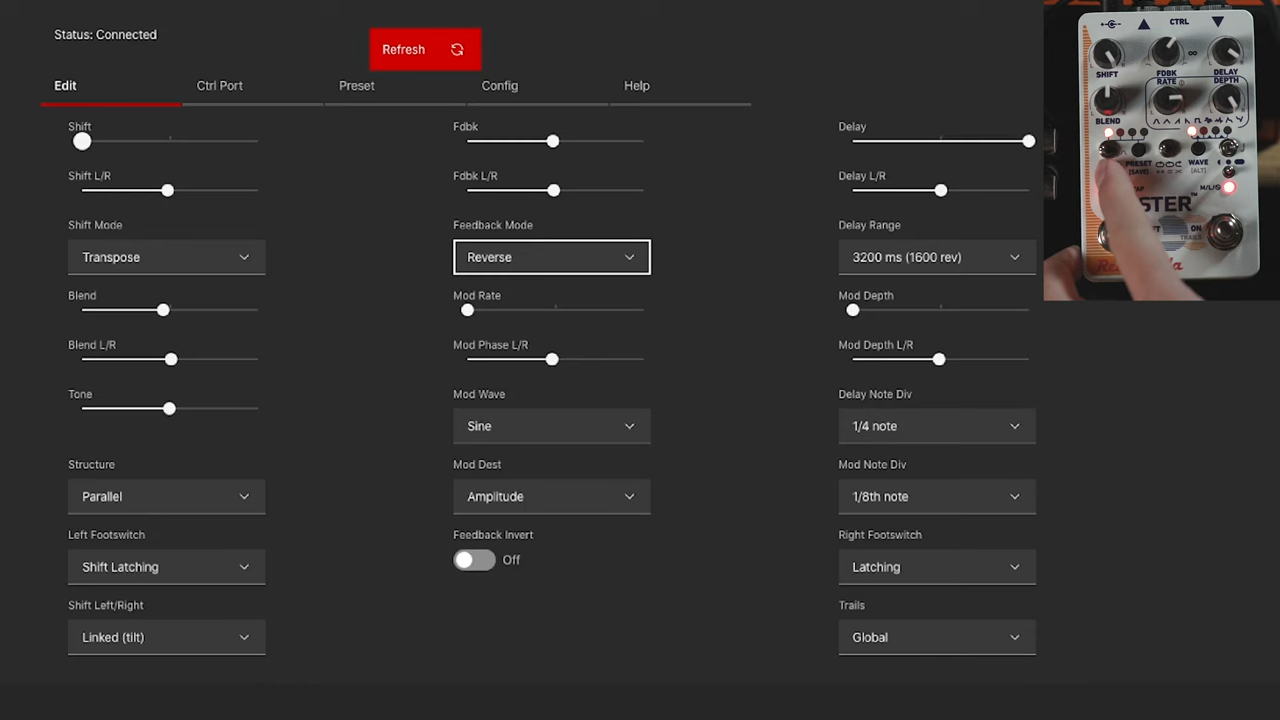 Status: Connected
Refresh
Edit
Ctrl Port
Preset
Config
Help
Shift
Fdbk
Delay
Shift L/R
Fdbk L/R
Delay L/R
Shift Mode
Feedback Mode
Delay Range
Transpose
Reverse
3200 ms (1600 rev)
Blend
Mod Rate
Mod Depth
Blend L/R
Mod Phase L/R
Mod Depth L/R
Tone
Mod Wave
Delay Note Div
Sine
1/4 note
Structure
Mod Dest
Mod Note Div
Parallel
Amplitude
1/8th note
Left Footswitch
Feedback Invert
Right Footswitch
Shift Latching
Off
Latching
Shift Left/Right
Trails
Linked (tilt)
Global
CTRL
SHIFT
FDBK
DELAY
RATE
DEPTH
BLEND
PRESET
WAVE
[SAVE]
[ALT]
ON
TRAILS